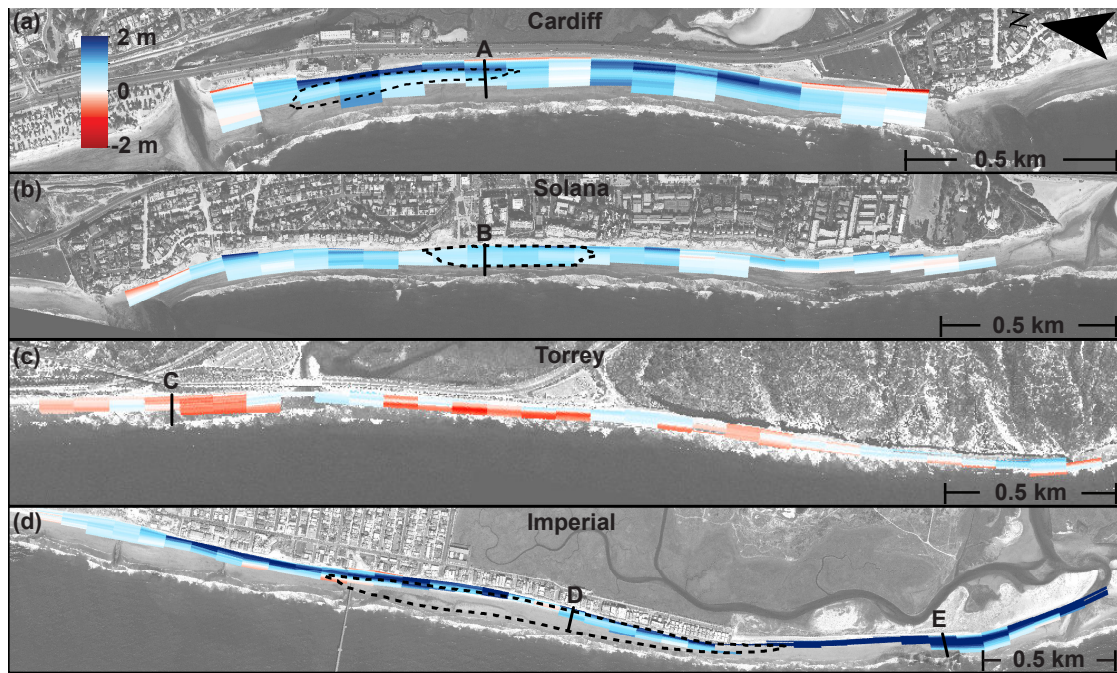 (a) Cardiff
2 m
0
-2 m
A
N
0.5 km
(b) Solana
B
0.5 km
(c) Torrey
C
0.5 km
(d) Imperial
D
E
0.5 km